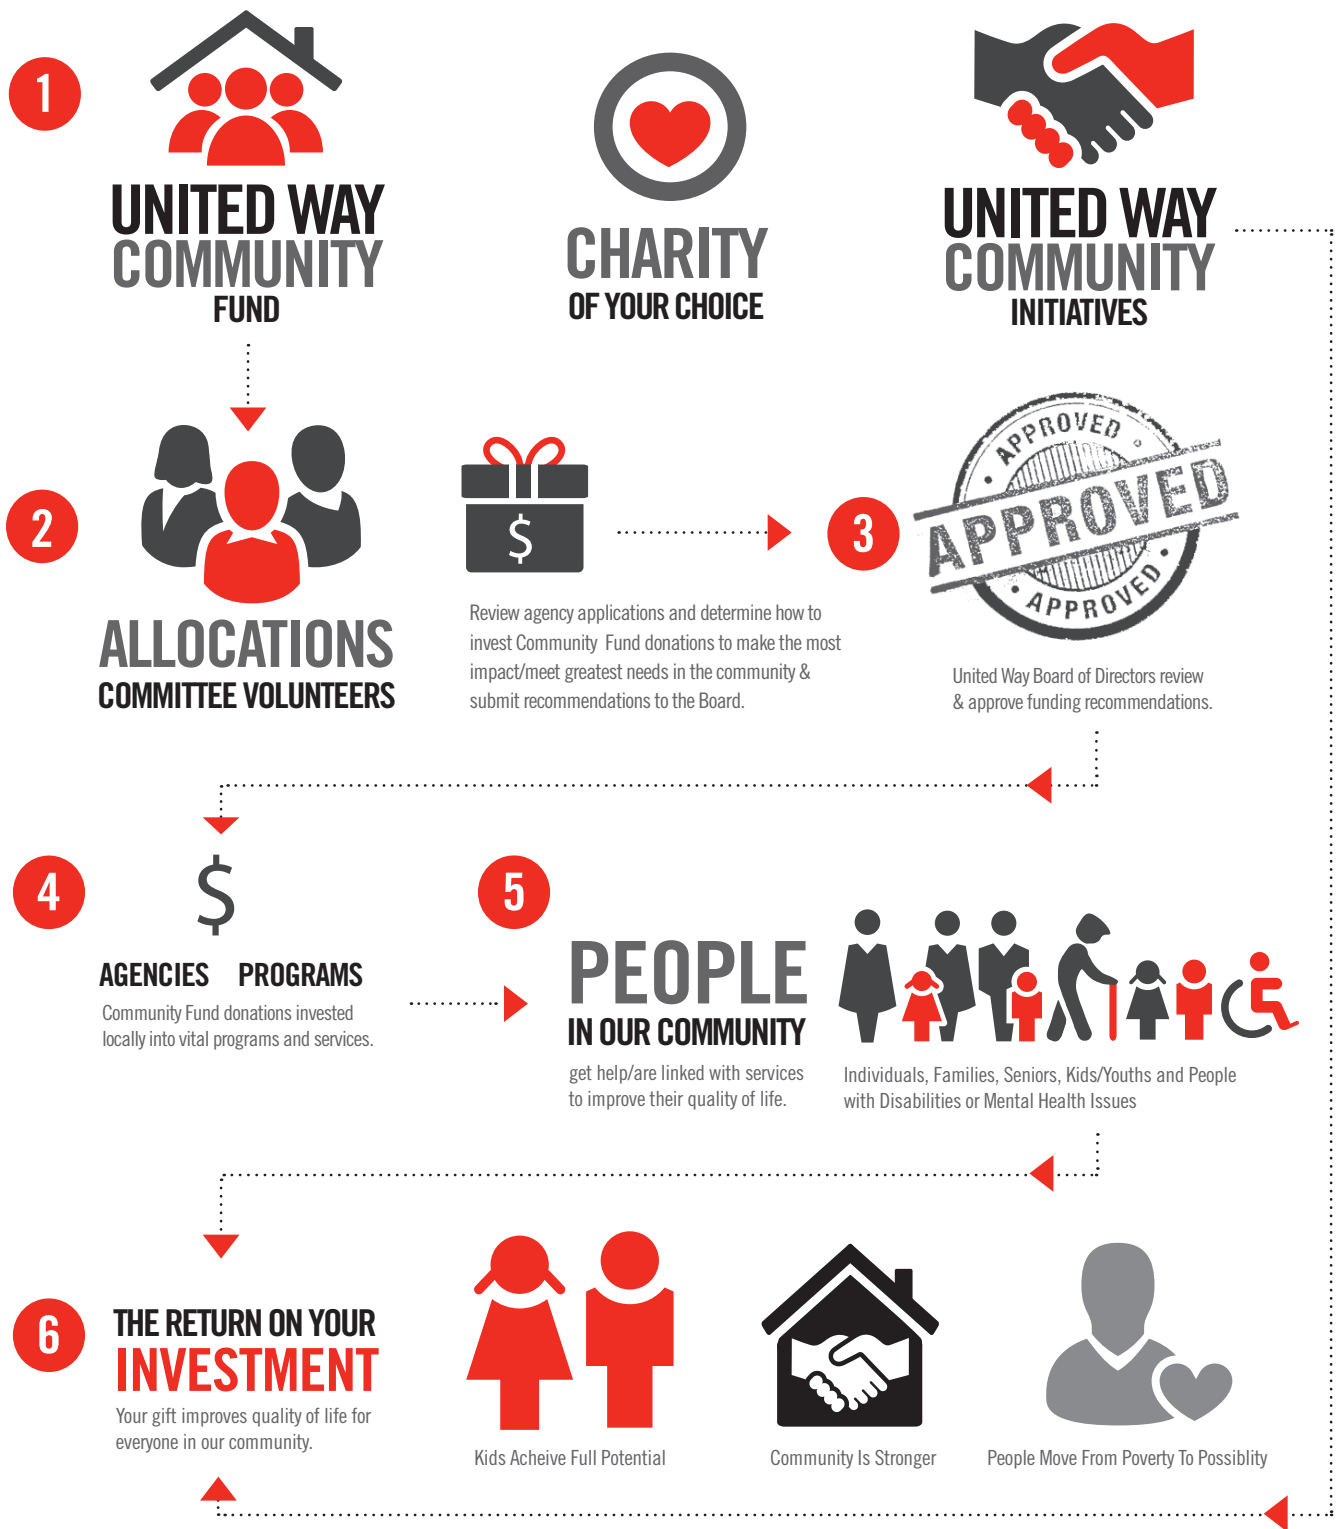 1
UNITED WAY
COMMUNITY
FUND
CHARITY
OF YOUR CHOICE
UNITED WAY
COMMUNITY
INITIATIVES
2
ALLOCATIONS
COMMITTEE VOLUNTEERS
$
Review agency applications and determine how to
invest Community Fund donations to make the most
impact/meet greatest needs in the community &
submit recommendations to the Board.
3
APPROVED
APPROVED
APPROVED
United Way Board of Directors review
& approve funding recommendations.
4
$
AGENCIES PROGRAMS
Community Fund donations invested
locally into vital programs and services.
5
PEOPLE
IN OUR COMMUNITY
get help/are linked with services
to improve their quality of life.
Individuals, Families, Seniors, Kids/Youths and People
with Disabilities or Mental Health Issues
6
THE RETURN ON YOUR
INVESTMENT
Your gift improves quality of life for
everyone in our community.
Kids Acheive Full Potential
Community Is Stronger
People Move From Poverty To Possiblity